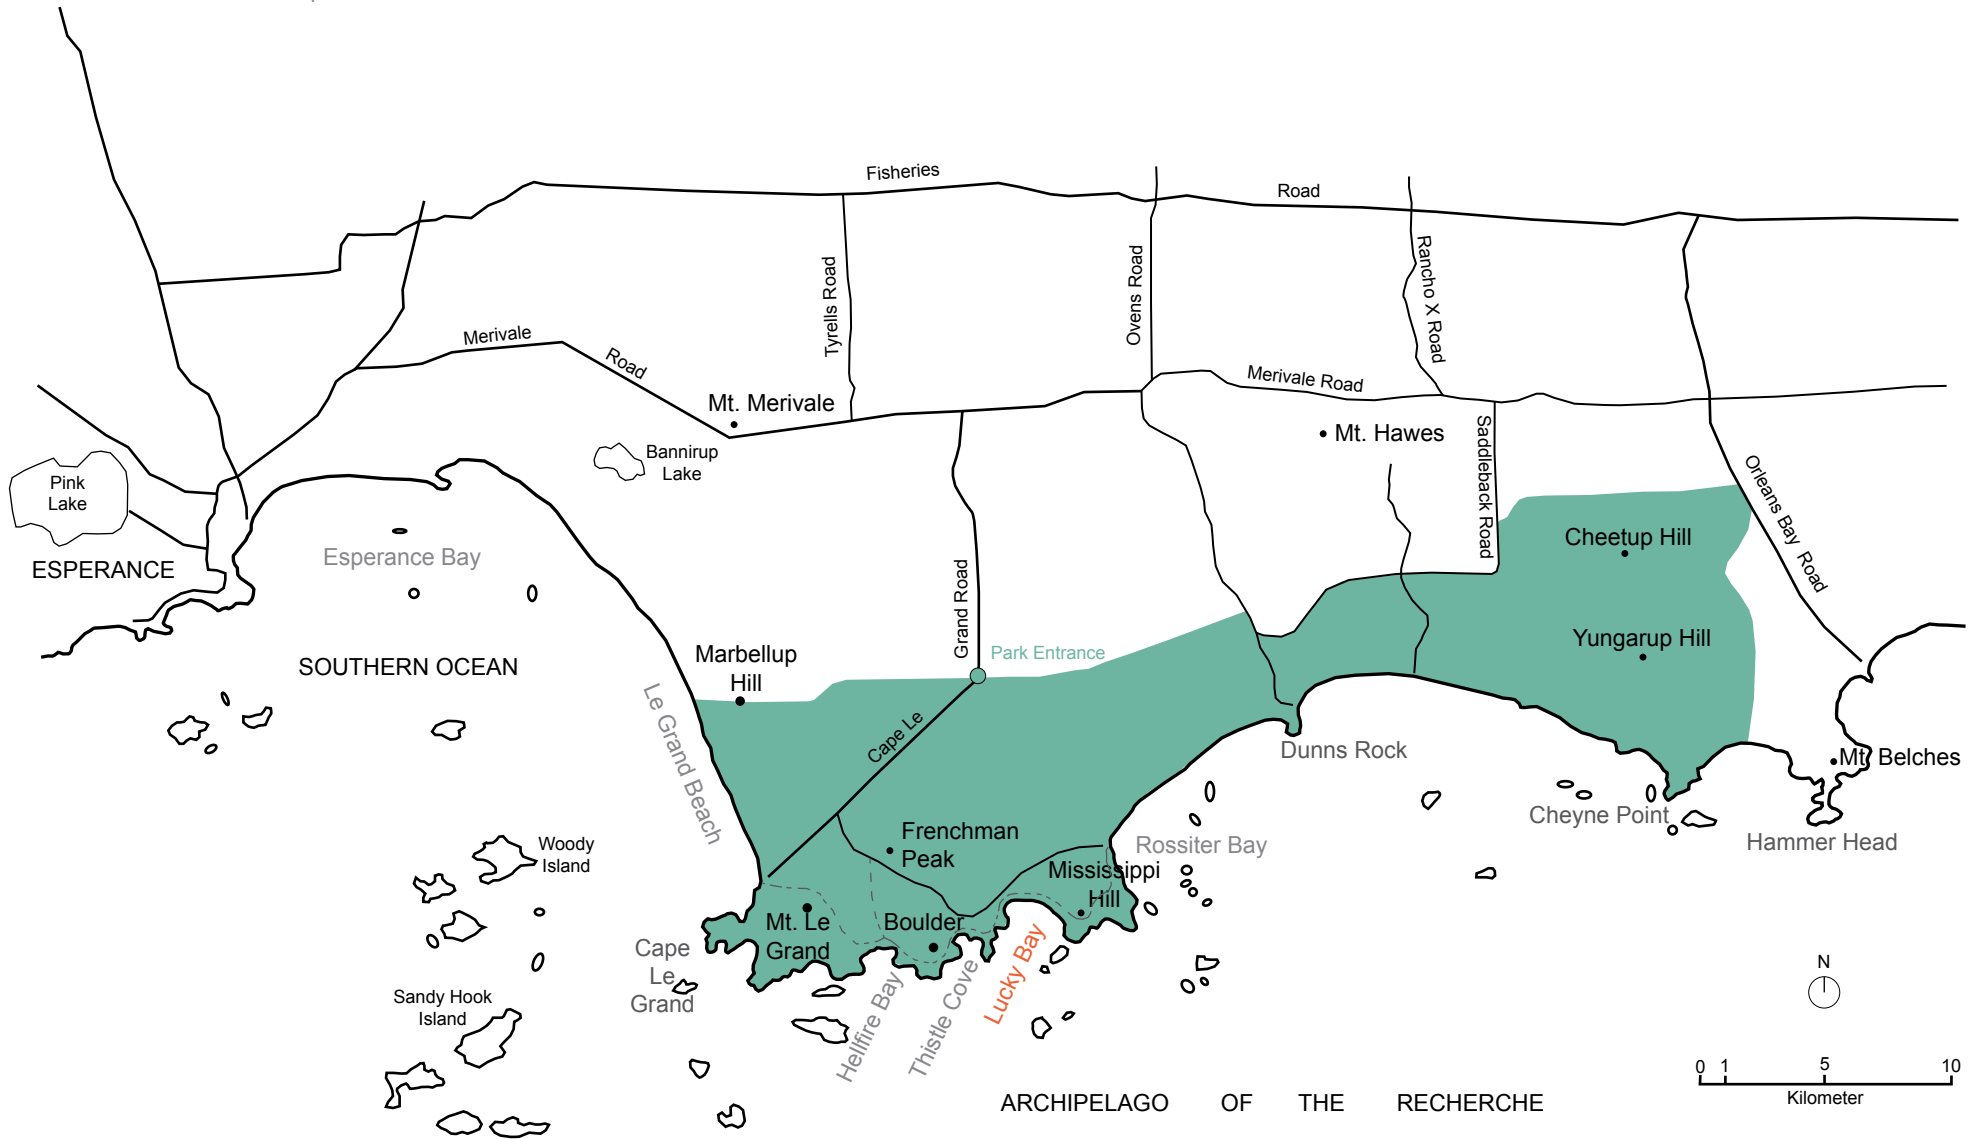 Fisheries
Road
Tyrells Road
Ovens Road
Rancho X Road
Merivale
Road
Merivale Road
Mt. Merivale
Bannirup
Lake
Mt. Hawes
Saddleback Road
Orleans Bay Road
Pink
Lake
ESPERANCE
Esperance Bay
Cheetup Hill
Grand Road
Yungarup Hill
Park Entrance
Marbellup
Hill
SOUTHERN OCEAN
Le Grand Beach
Cape Le
Dunns Rock
Mt. Belches
Cheyne Point
Hammer Head
Frenchman
Peak
Rossiter Bay
Woody
Island
Mississippi
Hill
Mt. Le
Grand
Boulder
Cape
Le
Grand
Hellfire Bay
Thistle Cove
Lucky Bay
Sandy Hook
Island
N
0 1 5 10
Kilometer
ARCHIPELAGO OF THE RECHERCHE